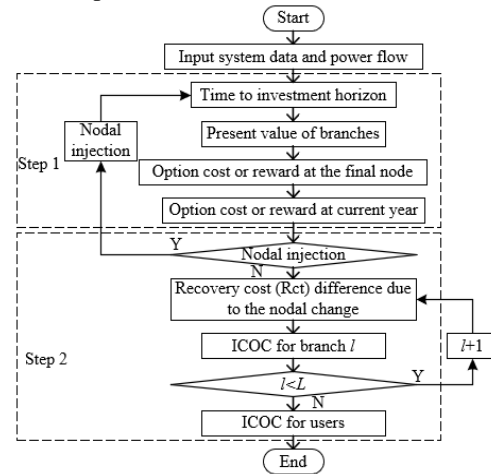 Start
Input system data and power flow
Time to investment horizon
Nodal
injection
Present value of branches
Step 1
Option cost or reward at the final node
Option cost or reward at current year
Y
Nodal injection
N
Recovery cost (Rct) difference due
to the nodal change
ICOC for branch l
l+1
Step 2
Y
l<L
N
ICOC for users
End